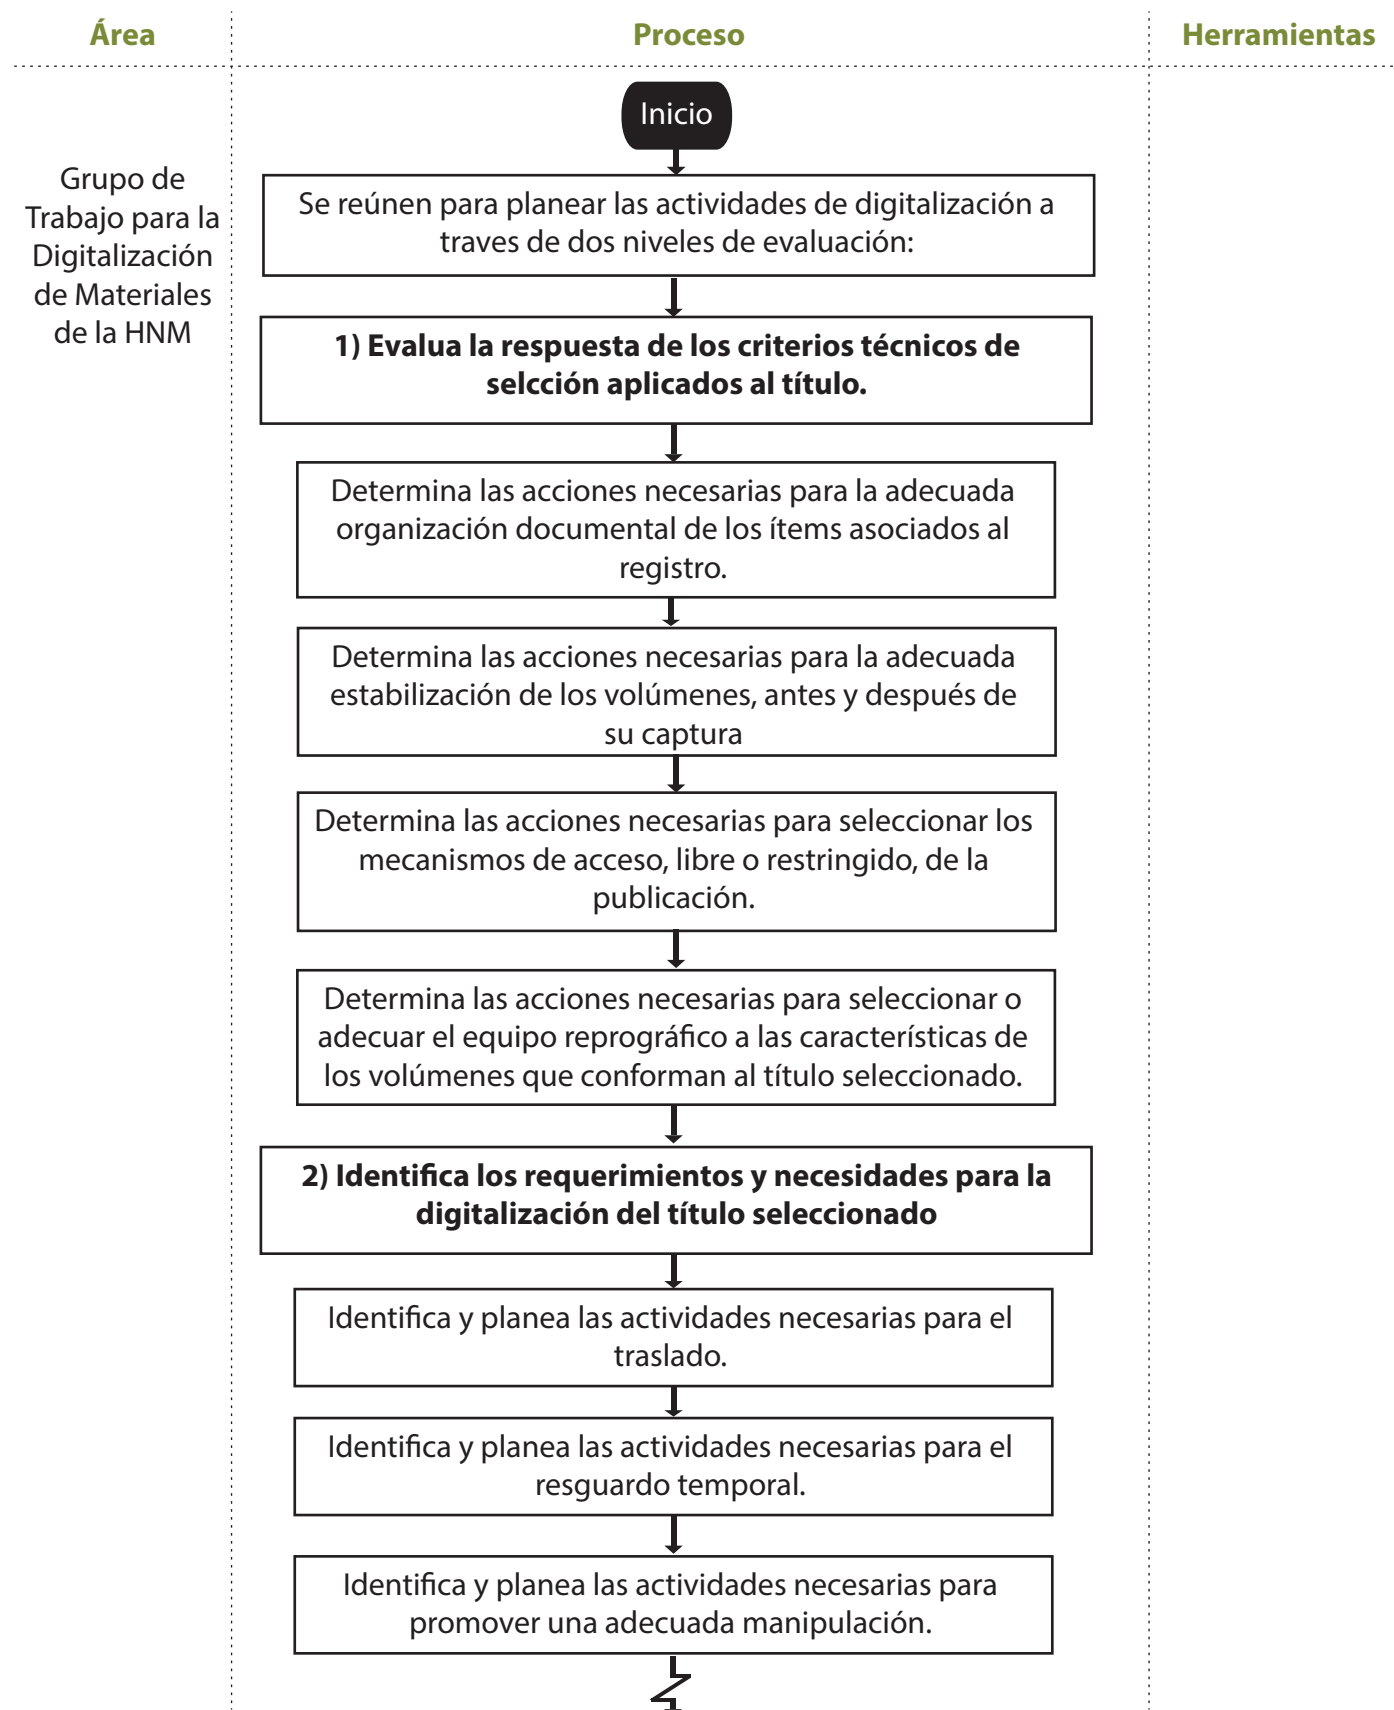 Área
Proceso
Herramientas
Inicio
Grupo de
Trabajo para la
Digitalización
de Materiales
de la HNM
Se reúnen para planear las actividades de digitalización a
traves de dos niveles de evaluación:
1) Evalua la respuesta de los criterios técnicos de
selcción aplicados al título.
Determina las acciones necesarias para la adecuada
organización documental de los ítems asociados al
registro.
Determina las acciones necesarias para la adecuada
estabilización de los volúmenes, antes y después de
su captura
Determina las acciones necesarias para seleccionar los
mecanismos de acceso, libre o restringido, de la
publicación.
Determina las acciones necesarias para seleccionar o
adecuar el equipo reprográfico a las características de
los volúmenes que conforman al título seleccionado.
2) Identifica los requerimientos y necesidades para la
digitalización del título seleccionado
Identifica y planea las actividades necesarias para el
traslado.
Identifica y planea las actividades necesarias para el
resguardo temporal.
Identifica y planea las actividades necesarias para
promover una adecuada manipulación.